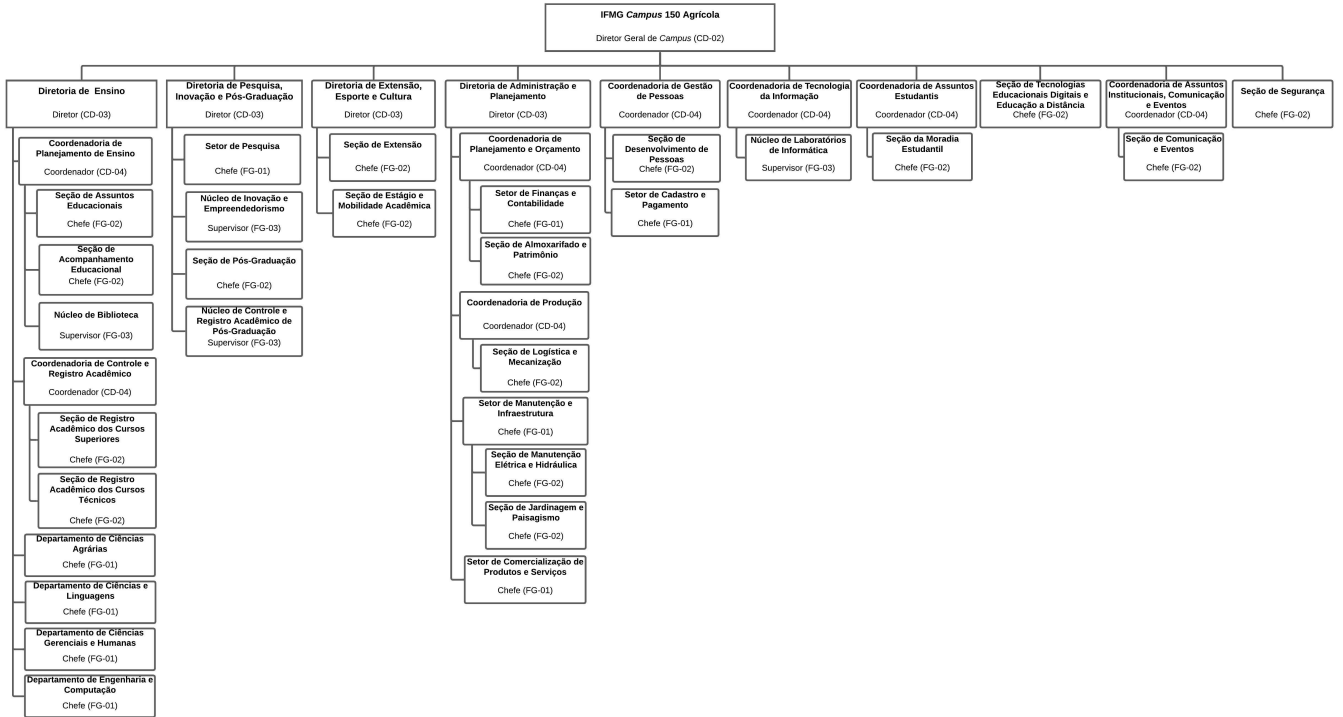 IFMG Campus 150 Agrícola
Diretor Geral de Campus (CD-02)
Diretoria de Ensino
Diretor (CD-03)
Coordenadoria de
Planejamento de Ensino
Coordenador (CD-04)
Seção de Assuntos
Educacionais
Chefe (FG-02)
Seção de
Acompanhamento
Educacional
Chefe (FG-02)
Núcleo de Biblioteca
Supervisor (FG-03)
Coordenadoria de Controle e
Registro Acadêmico
Coordenador (CD-04)
Seção de Registro
Acadêmico dos Cursos
Superiores
Chefe (FG-02)
Seção de Registro
Acadêmico dos Cursos
Técnicos
Chefe (FG-02)
Departamento de Ciências
Agrárias
Chefe (FG-01)
Departamento de Ciências e
Linguagens
Chefe (FG-01)
Departamento de Ciências
Gerenciais e Humanas
Chefe (FG-01)
Departamento de Engenharia e
Computação
Chefe (FG-01)
Diretoria de Pesquisa,
Inovação e Pós-Graduação
Diretor (CD-03)
Setor de Pesquisa
Chefe (FG-01)
Núcleo de Inovação e
Empreendedorismo
Supervisor (FG-03)
Seção de Pós-Graduação
Chefe (FG-02)
Núcleo de Controle e
Registro Acadêmico de
Pós-Graduação
Supervisor (FG-03)
Diretoria de Extensão,
Esporte e Cultura
Diretor (CD-03)
Seção de Extensão
Chefe (FG-02)
Seção de Estágio e
Mobilidade Acadêmica
Chefe (FG-02)
Diretoria de Administração e
Planejamento
Diretor (CD-03)
Coordenadoria de
Planejamento e Orçamento
Coordenador (CD-04)
Setor de Finanças e
Contabilidade
Chefe (FG-01)
Seção de Almoxarifado e
Patrimônio
Chefe (FG-02)
Coordenadoria de Produção
Coordenador (CD-04)
Seção de Logística e
Mecanização
Chefe (FG-02)
Setor de Manutenção e
Infraestrutura
Chefe (FG-01)
Seção de Manutenção
Elétrica e Hidráulica
Chefe (FG-02)
Seção de Jardinagem e
Paisagismo
Chefe (FG-02)
Setor de Comercialização de
Produtos e Serviços
Chefe (FG-01)
Coordenadoria de Gestão
de Pessoas
Coordenador (CD-04)
Seção de
Desenvolvimento de
Pessoas
Chefe (FG-02)
Setor de Cadastro e
Pagamento
Chefe (FG-01)
Coordenadoria de Tecnologia
da Informação
Coordenador (CD-04)
Núcleo de Laboratórios
de Informática
Supervisor (FG-03)
Coordenadoria de Assuntos
Estudantis
Coordenador (CD-04)
Seção da Moradia
Estudantil
Chefe (FG-02)
Seção de Tecnologias
Educacionais Digitais e
Educação a Distância
Chefe (FG-02)
Coordenadoria de Assuntos
Institucionais, Comunicação
e Eventos
Coordenador (CD-04)
Seção de Comunicação
e Eventos
Chefe (FG-02)
Seção de Segurança
Chefe (FG-02)